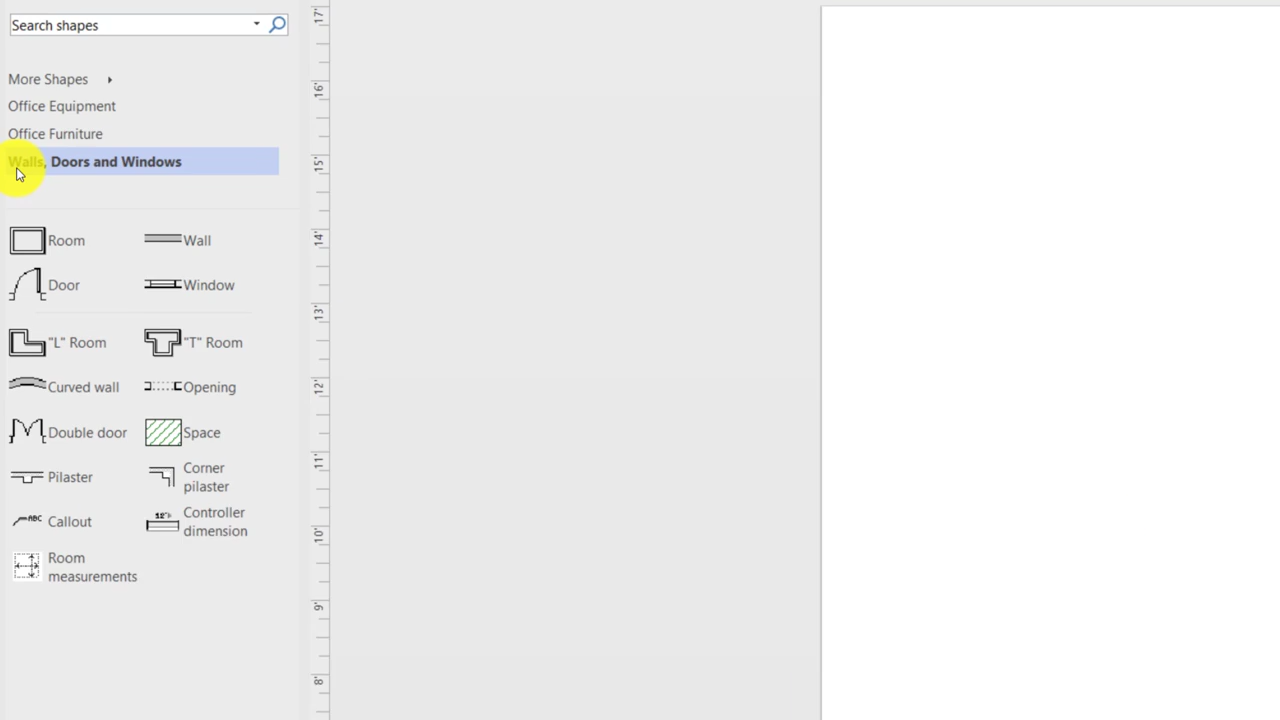 Search shapes
More Shapes
Office Equipment
Office Furniture
Walls, Doors and Windows
Room
Wall
Door
Window
"L" Room
"T" Room
Curved wall
Opening
Double door
Space
Pilaster
Corner
pilaster
ABC
Callout
12"
Controller
dimension
Room
measurements
17'
16'
15'
14'
13'
12'
11'
10'
9'
8'